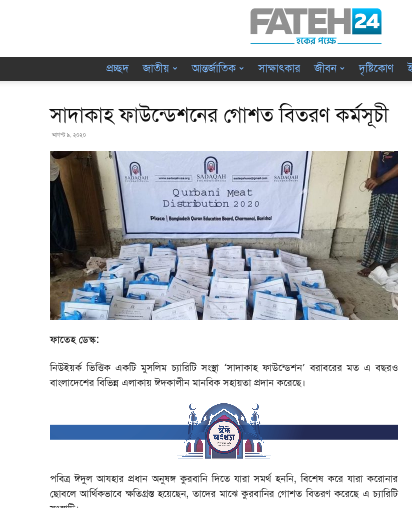 FATEH24
হকের পক্ষে
প্রচ্ছদ জাতীয় আন্তর্জাতিক সাক্ষাৎকার জীবন দৃষ্টিকোণ
সাদাকাহ ফাউন্ডেশনের গোশত বিতরণ কর্মসূচী
আগস্ট ৯, ২০২০
SADAQAH SADAQAH SADAQAH
Qurbani Meat
Distribution 2020
Place : Bangladesh Quran Education Board, Charmonai, Barishal
ফাতেহ ডেস্ক:
নিউইয়র্ক ভিত্তিক একটি মুসলিম চ্যারিটি সংস্থা ‘সাদাকাহ ফাউন্ডেশন’ বরাবরের মত এ বছরও
বাংলাদেশের বিভিন্ন এলাকায় ঈদকালীন মানবিক সহায়তা প্রদান করেছে।
ঈদ
সংখ্যা
পবিত্র ঈদুল আযহার প্রধান অনুষঙ্গ কুরবানি দিতে যারা সমর্থ হননি, বিশেষ করে যারা করোনার
ছোবলে আর্থিকভাবে ক্ষতিগ্রস্ত হয়েছেন, তাদের মাঝে কুরবানির গোশত বিতরণ করেছে এ চ্যারিটি